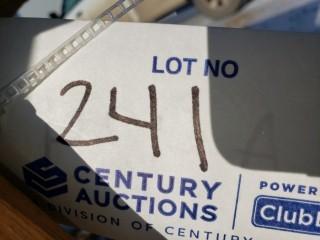 LOT NO
241
CENTURY
AUCTIONS
DIVISION OF CENTURY
POWER
Club